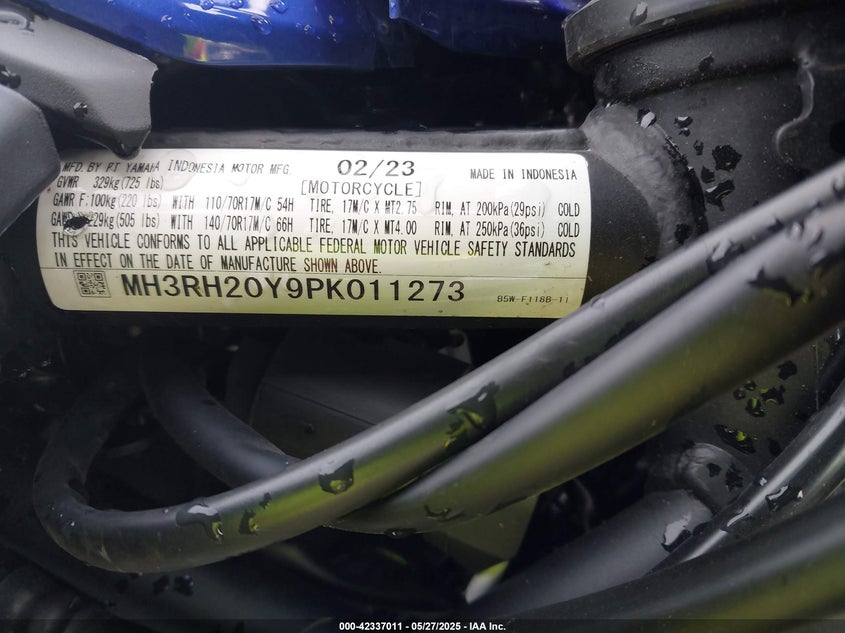 MFD. BY PT YAMAHA INDONESIA MOTOR MFG. 02/23 MADE IN INDONESIA
GVWR 329kg(725 lbs) [MOTORCYCLE]
GAWR F:100kg(220 lbs) WITH 110/70R17M/C 54H TIRE, 17M/C X MT2.75 RIM, AT 200kPa(29psi) COLD
29kg(505 lbs) WITH 140/70R17M/C 66H TIRE, 17M/C X MT4.00 RIM, AT 250kPa(36psi) COLD
THIS VEHICLE CONFORMS TO ALL APPLICABLE FEDERAL MOTOR VEHICLE SAFETY STANDARDS
IN EFFECT ON THE DATE OF MANUFACTURE SHOWN ABOVE.
MH3RH20Y9PK011273 B5W-F118B-11
000-42337011 - 05/27/2025 - IAA Inc.